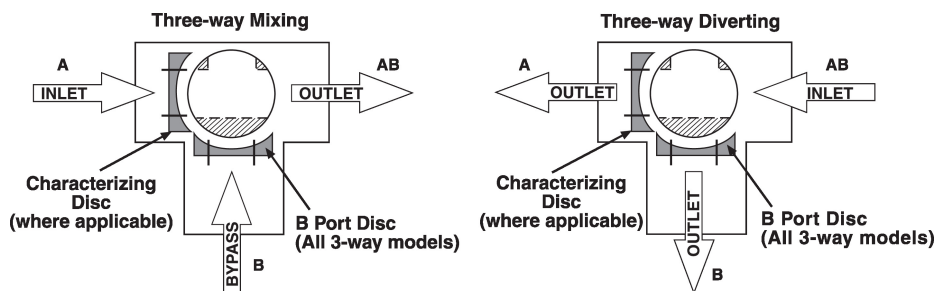 Three-way Mixing
A
INLET
AB
OUTLET
Characterizing
Disc
(where applicable)
BYPASS
B
B Port Disc
(All 3-way models)
Three-way Diverting
A
OUTLET
AB
INLET
Characterizing
Disc
(where applicable)
OUTLET
B
B Port Disc
(All 3-way models)